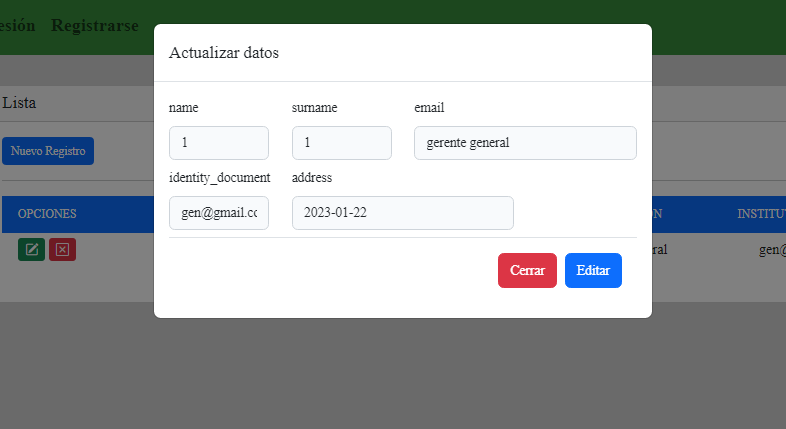 esión Registrarse
Actualizar datos
Lista
name surname email
1 1 gerente general
Nuevo Registro
identity_document address
gen@gmail.cc 2023-01-22
OPCIONES N INSTITU
ral gen@
Cerrar Editar